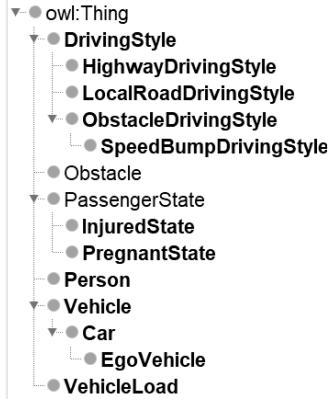 owl:Thing
DrivingStyle
HighwayDrivingStyle
LocalRoadDrivingStyle
ObstacleDrivingStyle
SpeedBumpDrivingStyle
Obstacle
PassengerState
InjuredState
PregnantState
Person
Vehicle
Car
EgoVehicle
VehicleLoad